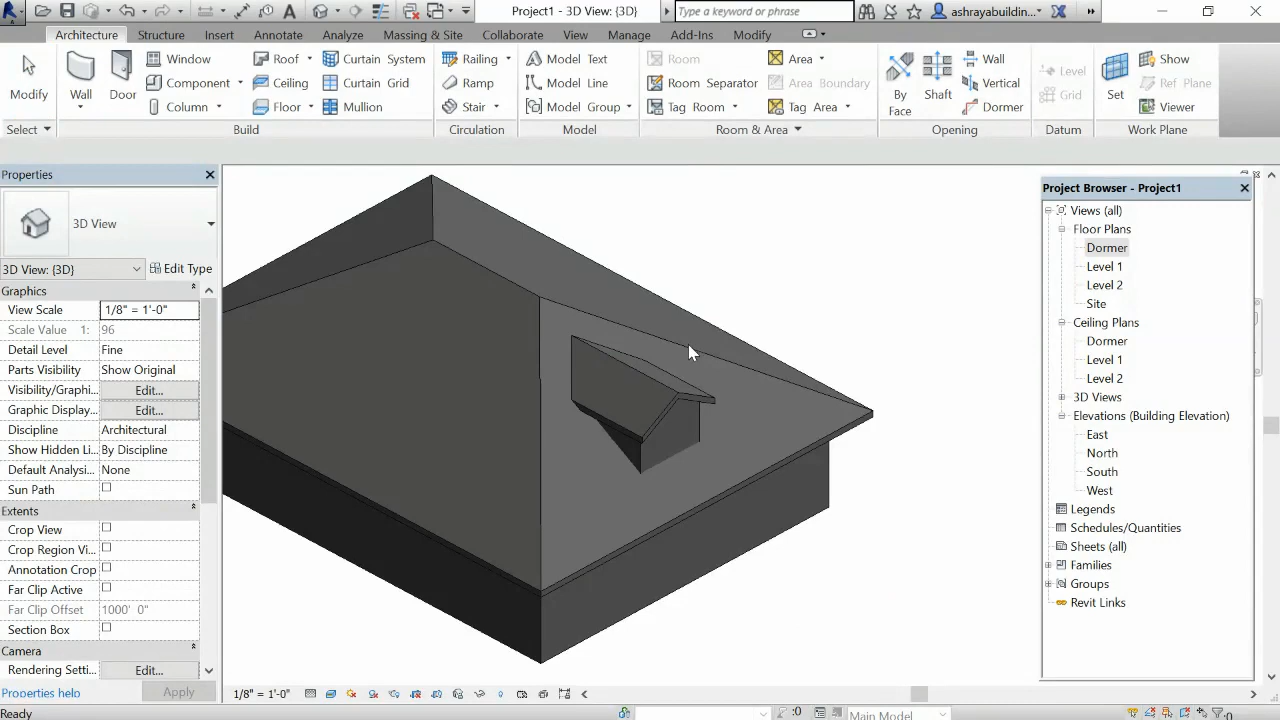 Project1 - 3D View: {3D}
Type a keyword or phrase
ashrayabuildin...
Architecture
Structure
Insert
Annotate
Analyze
Massing & Site
Collaborate
View
Manage
Add-Ins
Modify
Modify
Wall
Door
Window
Component
Column
Roof
Ceiling
Floor
Curtain System
Curtain Grid
Mullion
Railing
Ramp
Stair
Model Text
Model Line
Model Group
Room
Room Separator
Tag Room
Area
Area Boundary
Tag Area
By
Face
Shaft
Wall
Vertical
Dormer
Level
Grid
Set
Show
Ref Plane
Viewer
Select
Build
Circulation
Model
Room & Area
Opening
Datum
Work Plane
Properties
3D View
3D View: {3D}
Edit Type
Graphics
View Scale 1/8" = 1'-0"
Scale Value 1: 96
Detail Level Fine
Parts Visibility Show Original
Visibility/Graphi... Edit...
Graphic Display... Edit...
Discipline Architectural
Show Hidden Li... By Discipline
Default Analysi... None
Sun Path
Extents
Crop View
Crop Region Vi...
Annotation Crop
Far Clip Active
Far Clip Offset 1000' 0"
Section Box
Camera
Rendering Setti... Edit...
Properties help
Apply
1/8" = 1'-0"
Project Browser - Project1
Views (all)
Floor Plans
Dormer
Level 1
Level 2
Site
Ceiling Plans
Dormer
Level 1
Level 2
3D Views
Elevations (Building Elevation)
East
North
South
West
Legends
Schedules/Quantities
Sheets (all)
Families
Groups
Revit Links
Ready
:0
Main Model
:0